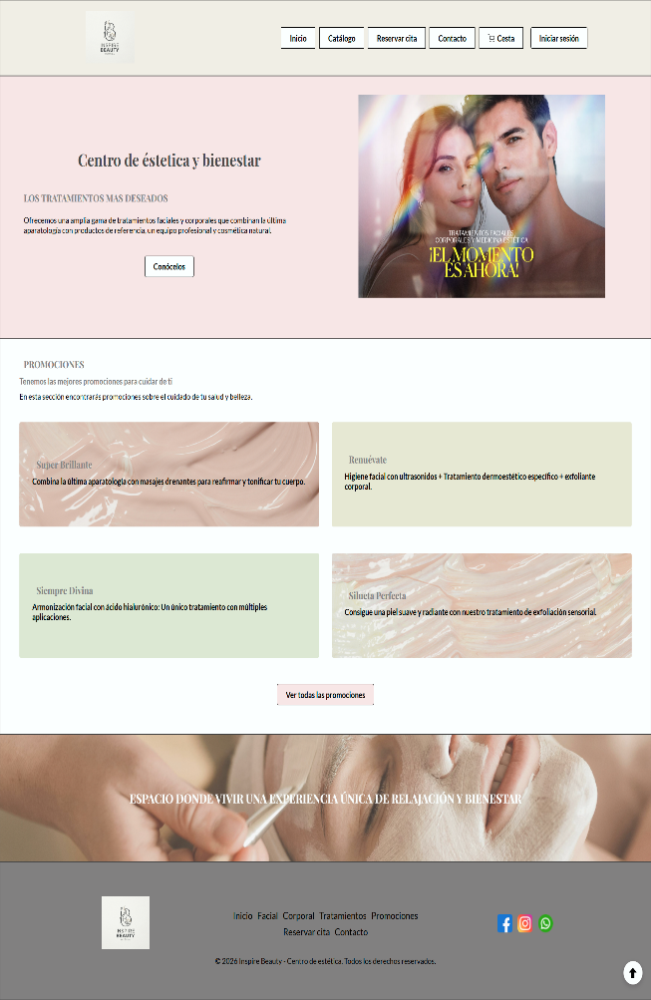 INSPIRE
BEAUTY
Inicio
Catálogo
Reservar cita
Contacto
Cesta
Iniciar sesión
Centro de éstetica y bienestar
LOS TRATAMIENTOS MAS DESEADOS
Ofrecemos una amplia gama de tratamientos faciales y corporales que combinan la última
aparatología con productos de referencia, un equipo profesional y cosmética natural.
Conócelos
TRATAMIENTOS FACIALES,
CORPORALES Y MEDICINA ESTÉTICA
¡EL MOMENTO
ES AHORA!
PROMOCIONES
Tenemos las mejores promociones para cuidar de ti
En esta sección encontrarás promociones sobre el cuidado de tu salud y belleza.
Super Brillante
Combina la última aparatología con masajes drenantes para reafirmar y tonificar tu cuerpo.
Renuévate
Higiene facial con ultrasonidos + Tratamiento dermoestético específico + exfoliante
corporal.
Siempre Divina
Armonización facial con ácido hialurónico: Un único tratamiento con múltiples
aplicaciones.
Silueta Perfecta
Consigue una piel suave y radiante con nuestro tratamiento de exfoliación sensorial.
Ver todas las promociones
ESPACIO DONDE VIVIR UNA EXPERIENCIA ÚNICA DE RELAJACIÓN Y BIENESTAR
INSPIRE
BEAUTY
Inicio Facial Corporal Tratamientos Promociones
Reservar cita Contacto
© 2026 Inspire Beauty - Centro de estética. Todos los derechos reservados.